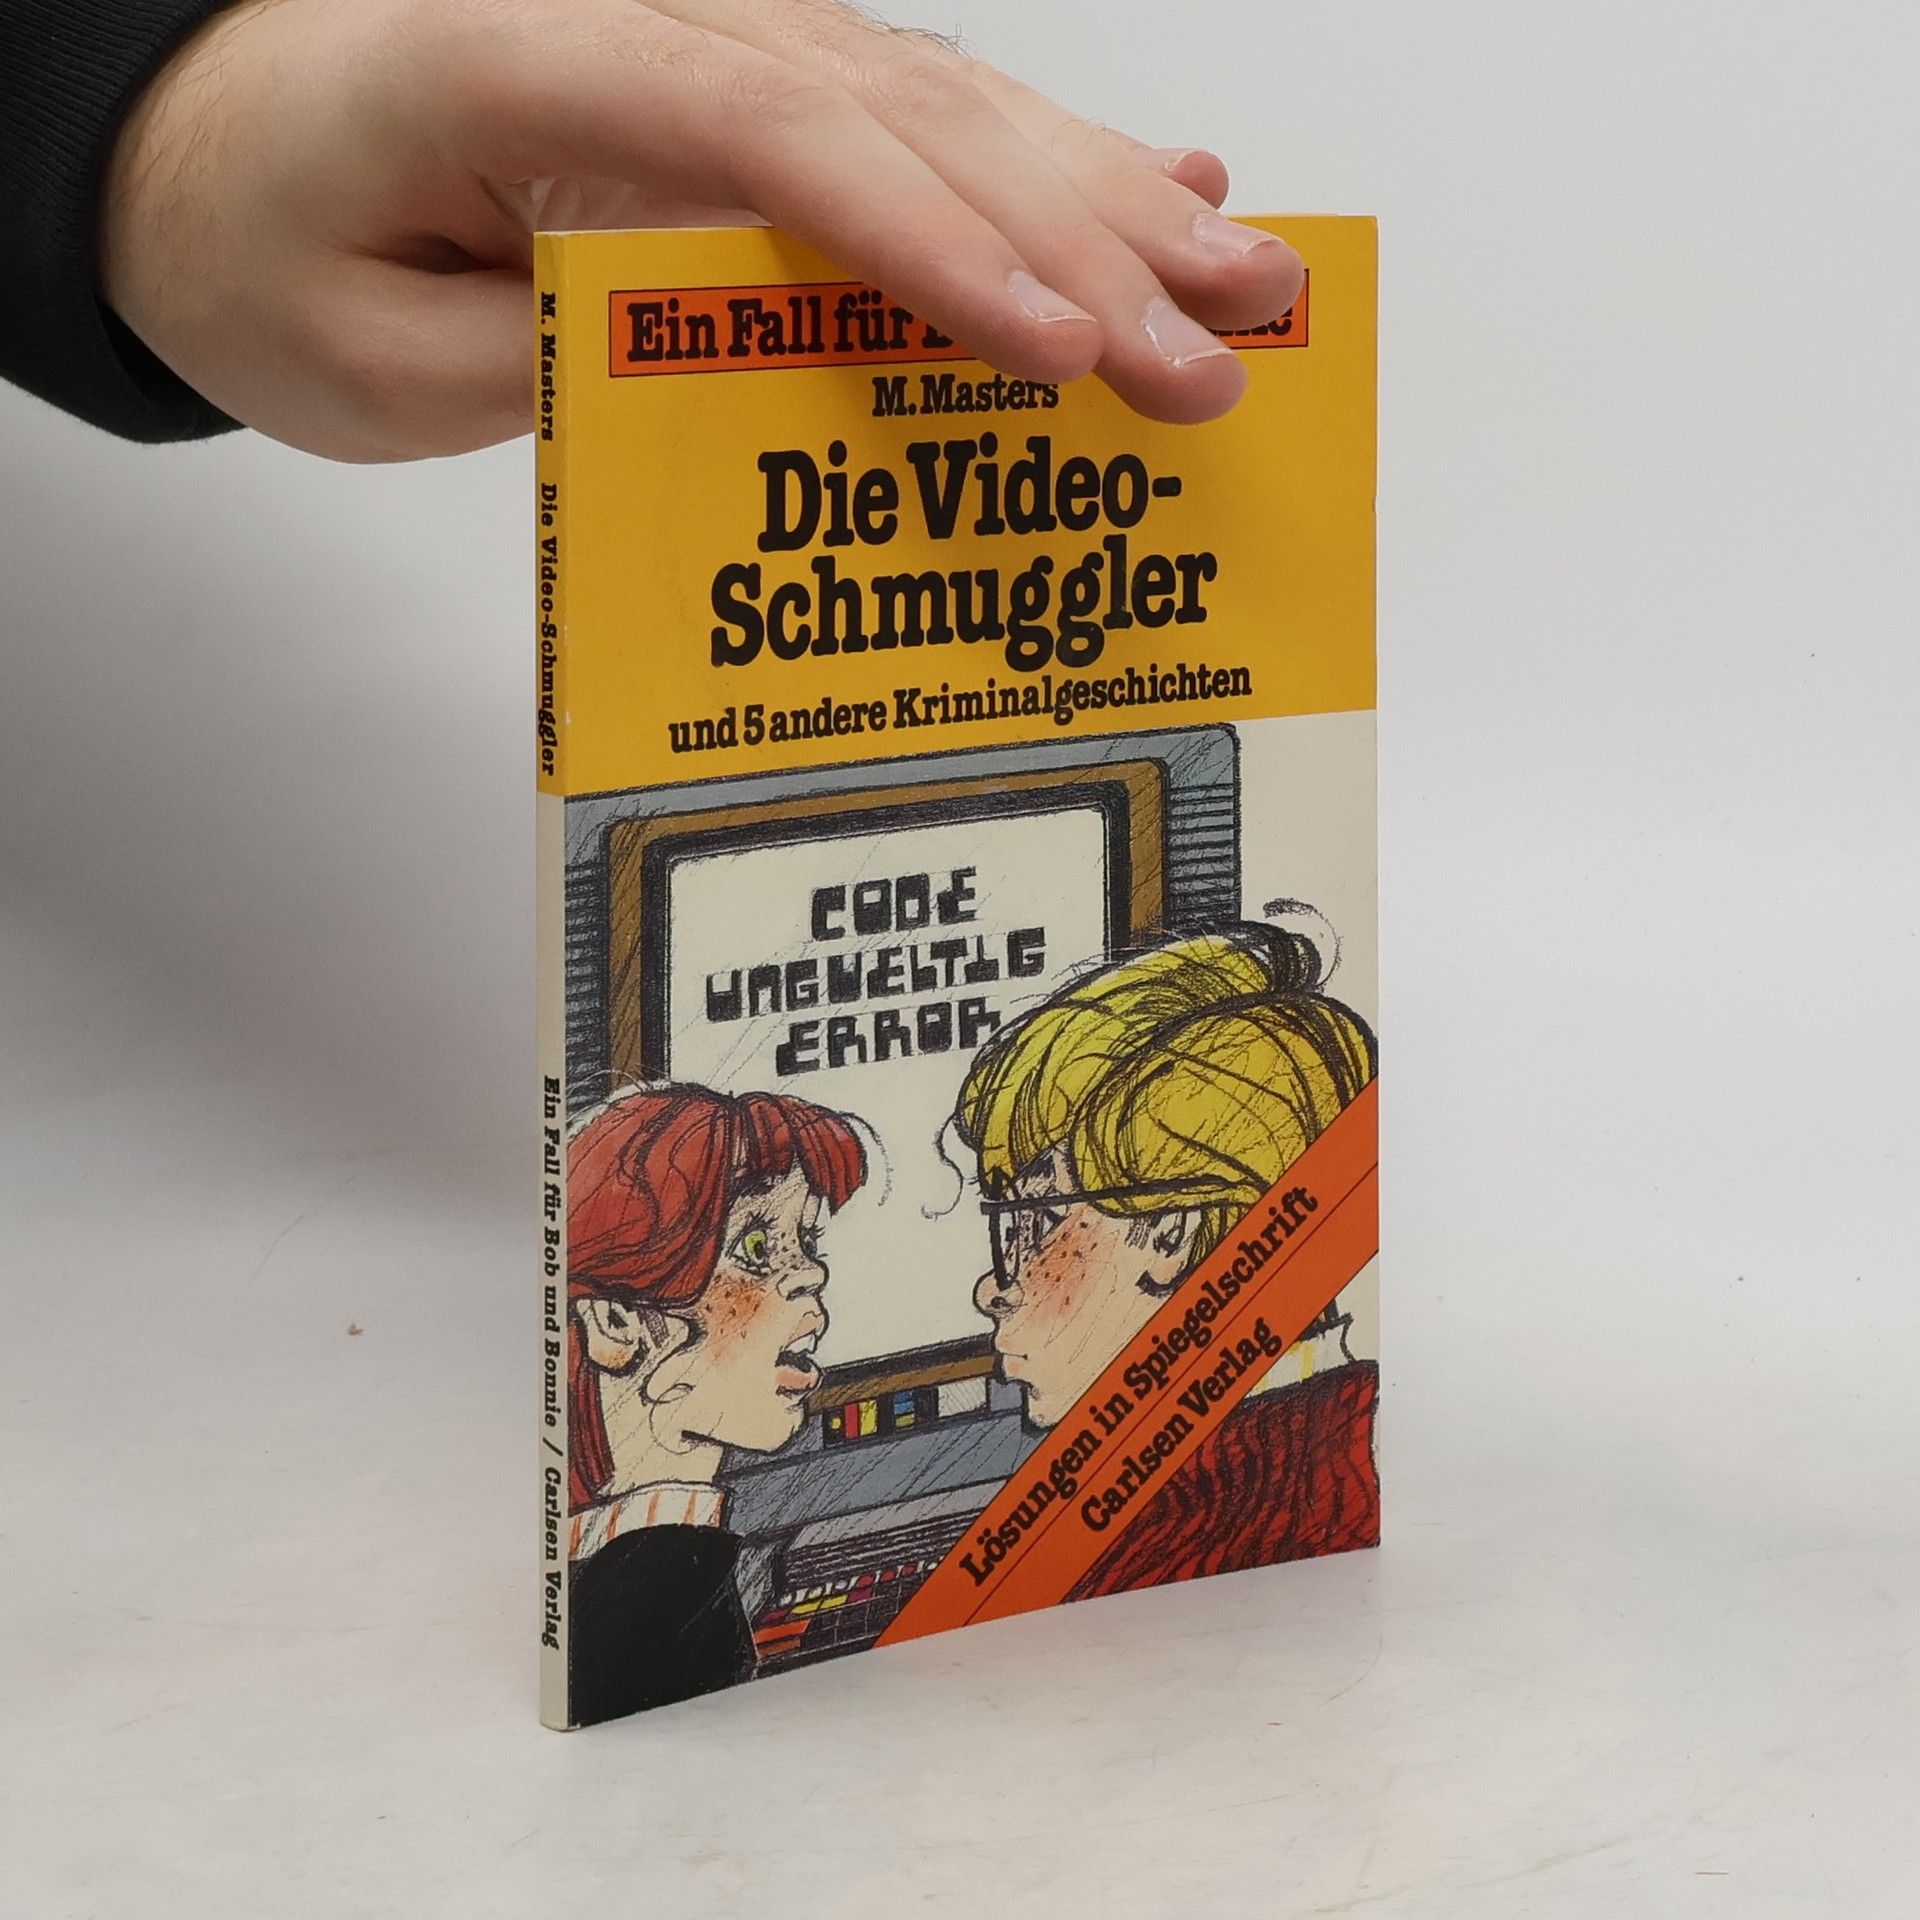 Ein Fall für
M. Masters
Die Video-
Schmuggler
und 5 andere Kriminalgeschichten
CODE
UNGUELTIG
ERROR
Lösungen in Spiegelschrift
Carlsen Verlag
M. Masters Die Video-Schmuggler Ein Fall für Bob und Bonnie / Carlsen Verlag